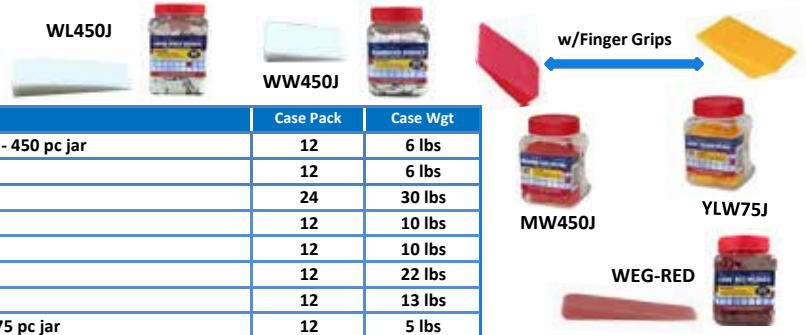 WL450J
WW450J
w/Finger Grips
Case Pack Case Wgt
- 450 pc jar 12 6 lbs
12 6 lbs
24 30 lbs
12 10 lbs
12 10 lbs
12 22 lbs
12 13 lbs
75 pc jar 12 5 lbs
MW450J
YLW75J
WEG-RED